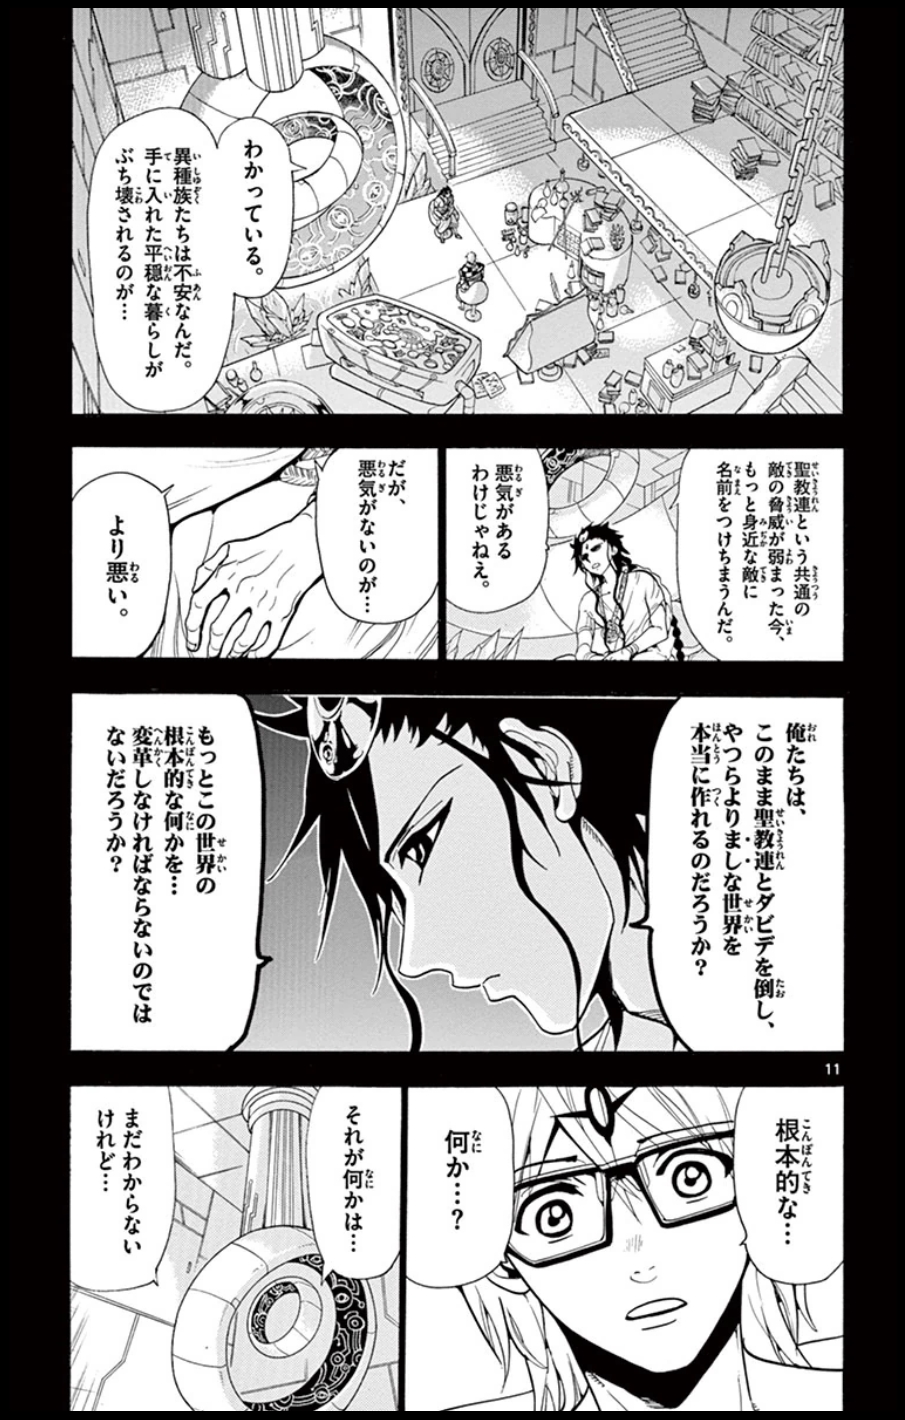 わかっている。
異種族たちは不安なんだ。
手に入れた平穏な暮らしが
ぶち壊されるのが…
聖教連という共通の
敵の脅威が弱まった今、
もっと身近な敵に
名前をつけちまうんだ。
悪気がある
わけじゃねえ。
だが、
悪気がないのが…
より悪い。
俺たちは、
このまま聖教連とダビデを倒し、
やつらよりましな世界を
本当に作れるのだろうか?
もっとこの世界の
根本的な何かを…
変革しなければならないのでは
ないだろうか?
11
根本的な…
何か…?
それが何かは…
まだわからない
けれど…